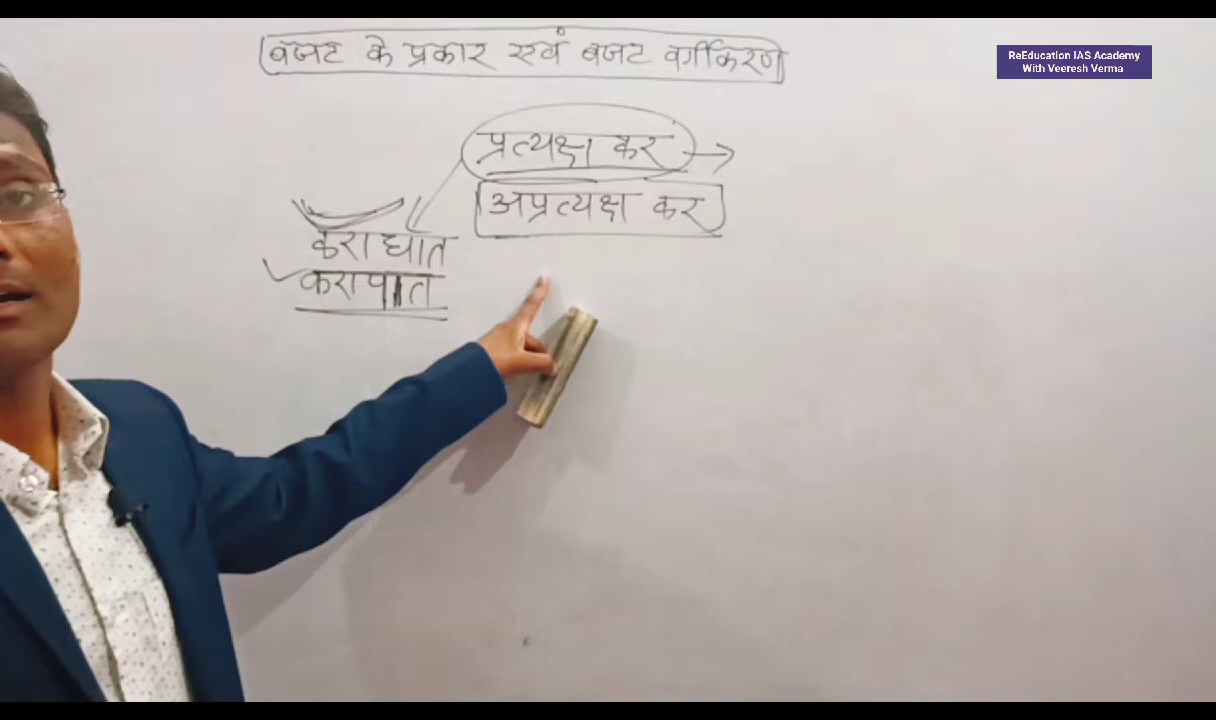 बजट के प्रकार एवं बजट वर्गीकरण
ReEducation IAS Academy
With Veeresh Verma
प्रत्यक्ष कर →
अप्रत्यक्ष कर
कराघात
करापात